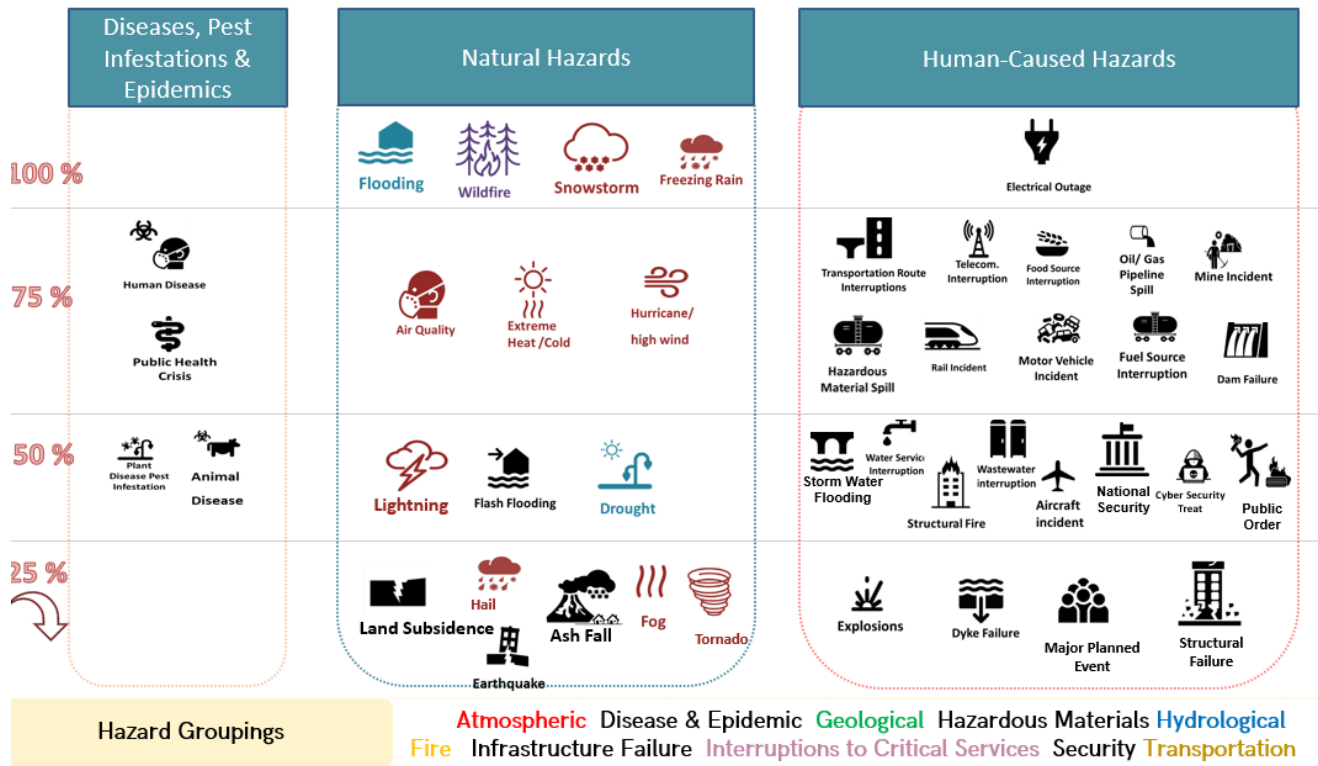 Diseases, Pest
Infestations &
Epidemics
Natural Hazards
Human-Caused Hazards
100 %
Flooding
Wildfire
Snowstorm
Freezing Rain
Electrical Outage
75 %
Human Disease
Public Health
Crisis
Air Quality
Extreme
Heat /Cold
Hurricane/
high wind
Transportation Route
Interruptions
Telecom.
Interruption
Food Source
Interruption
Oil/ Gas
Pipeline
Spill
Mine Incident
Hazardous
Material Spill
Rail Incident
Motor Vehicle
Incident
Fuel Source
Interruption
Dam Failure
50 %
Plant
Disease Pest
Infestation
Animal
Disease
Lightning
Flash Flooding
Drought
Storm Water
Flooding
Water Servic
Interruption
Structural Fire
Wastewater
interruption
Aircraft
incident
National
Security
Cyber Security
Treat
Public
Order
25 %
Land Subsidence
Hail
Earthquake
Ash Fall
Fog
Tornado
Explosions
Dyke Failure
Major Planned
Event
Structural
Failure
Hazard Groupings
Atmospheric Disease & Epidemic Geological Hazardous Materials Hydrological
Fire Infrastructure Failure Interruptions to Critical Services Security Transportation